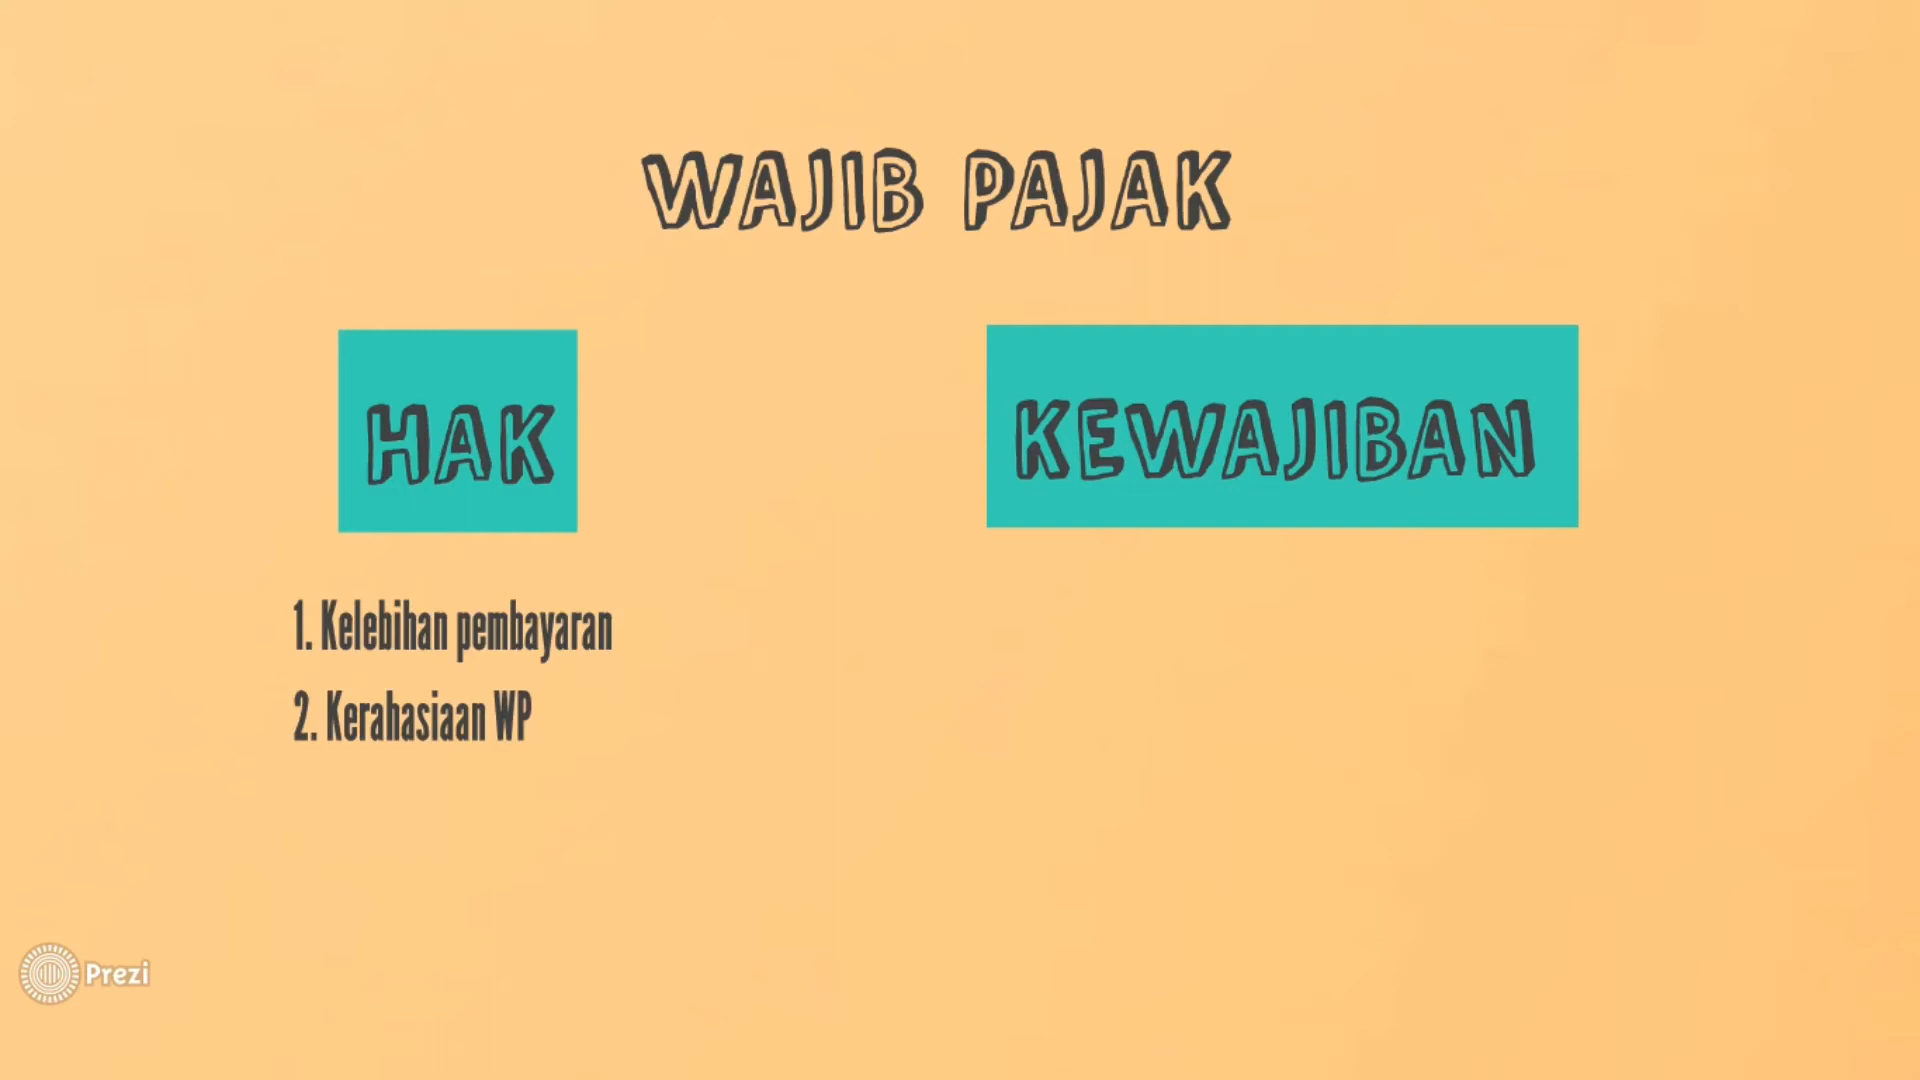 WAJIB PAJAK
HAK
KEWAJIBAN
1. Kelebihan pembayaran
2. Kerahasiaan WP
Prezi